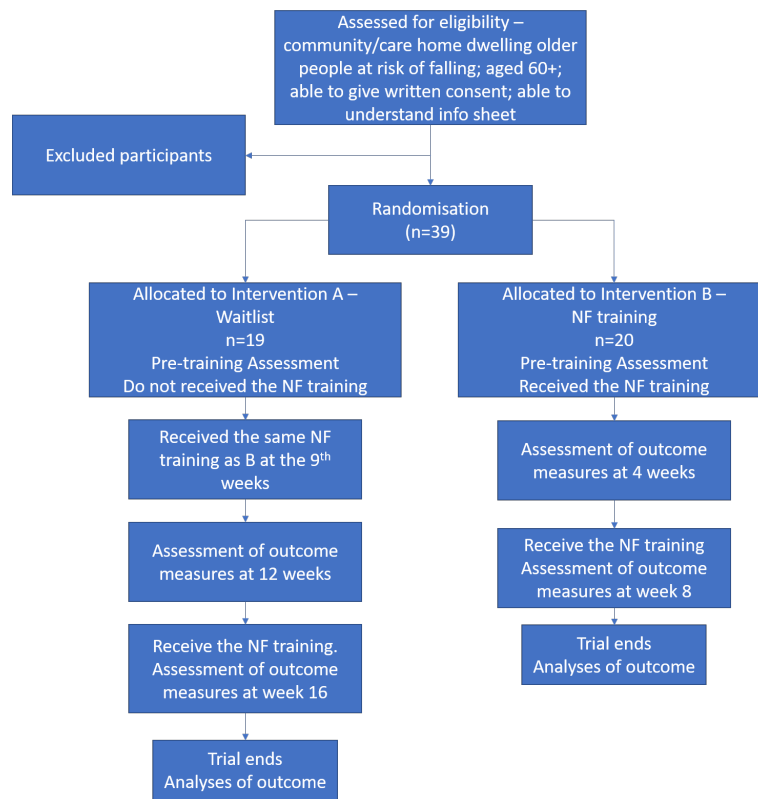 Assessed for eligibility –
community/care home dwelling older
people at risk of falling; aged 60+;
able to give written consent; able to
understand info sheet
Excluded participants
Randomisation
(n=39)
Allocated to Intervention A –
Waitlist
n=19
Pre-training Assessment
Do not received the NF training
Allocated to Intervention B –
NF training
n=20
Pre-training Assessment
Received the NF training
Received the same NF
training as B at the 9th
weeks
Assessment of outcome
measures at 4 weeks
Assessment of outcome
measures at 12 weeks
Receive the NF training
Assessment of outcome
measures at week 8
Receive the NF training.
Assessment of outcome
measures at week 16
Trial ends
Analyses of outcome
Trial ends
Analyses of outcome